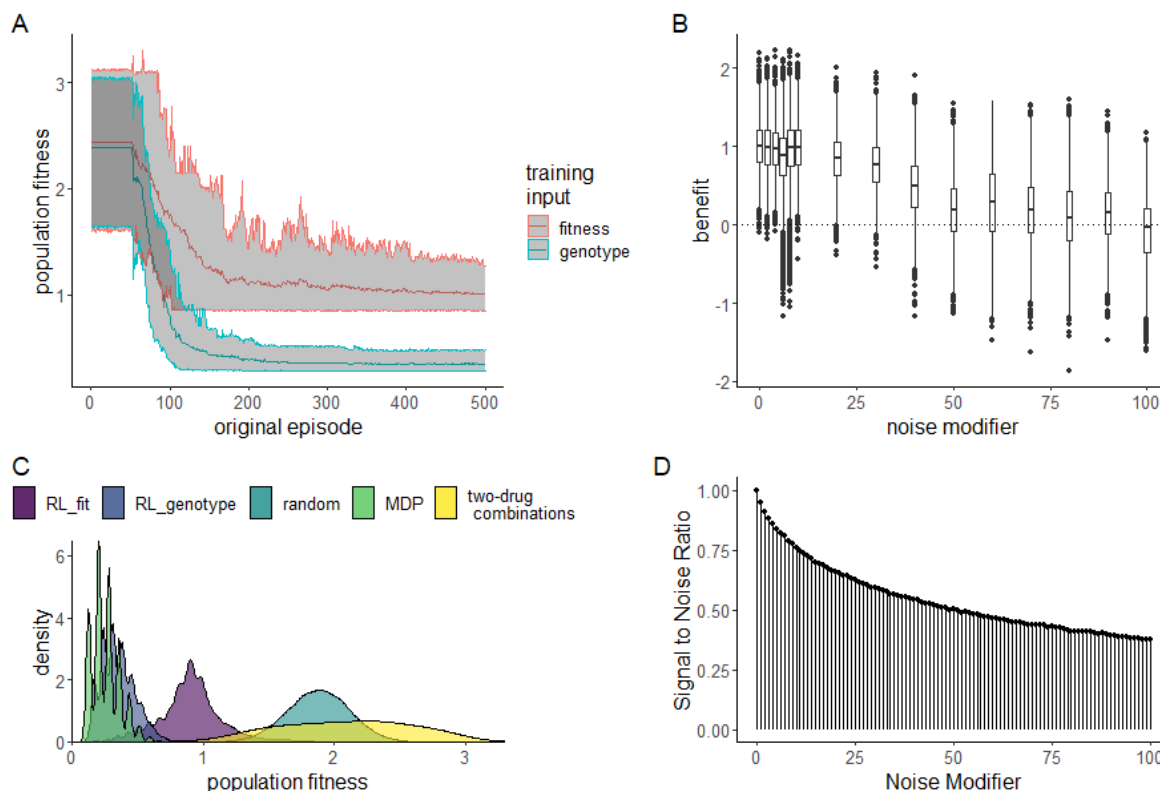 A
population fitness
3
2
1
0
100
200
300
400
500
original episode
training
input
fitness
genotype
B
benefit
2
1
0
-1
-2
0
25
50
75
100
noise modifier
C
RL_fit
RL_genotype
random
MDP
two-drug
combinations
density
6
4
2
0
0
1
2
3
population fitness
D
Signal to Noise Ratio
1.00
0.75
0.50
0.25
0.00
0
25
50
75
100
Noise Modifier